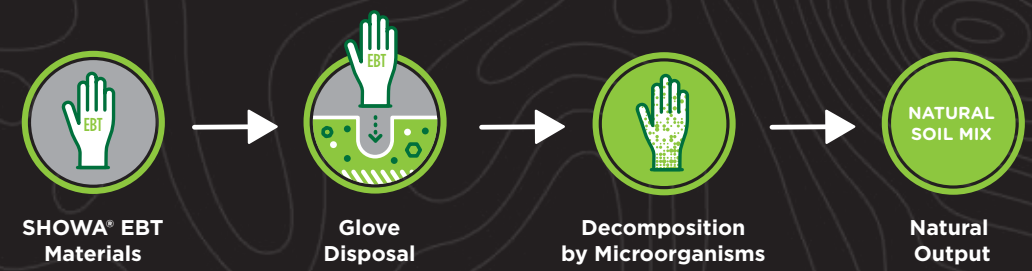 EBT
EBT
NATURAL
SOIL MIX
SHOWA® EBT
Materials
Glove
Disposal
Decomposition
by Microorganisms
Natural
Output